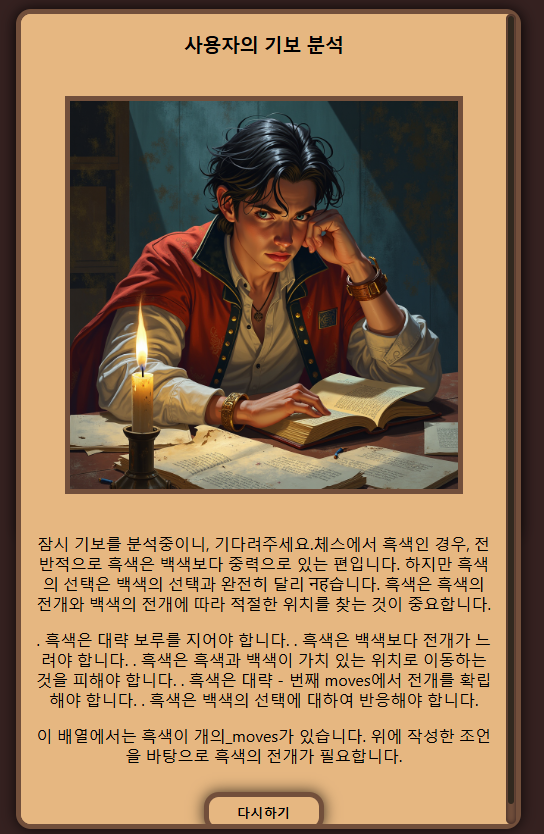 사용자의 기보 분석
잠시 기보를 분석중이니, 기다려주세요.체스에서 흑색인 경우, 전
반적으로 흑색은 백색보다 중력으로 있는 편입니다. 하지만 흑색
의 선택은 백색의 선택과 완전히 달리 नह습니다. 흑색은 흑색의
전개와 백색의 전개에 따라 적절한 위치를 찾는 것이 중요합니다.
. 흑색은 대략 보루를 지어야 합니다. . 흑색은 백색보다 전개가 느
려야 합니다. . 흑색은 흑색과 백색이 가치 있는 위치로 이동하는
것을 피해야 합니다. . 흑색은 대략 - 번째 moves에서 전개를 확립
해야 합니다. . 흑색은 백색의 선택에 대하여 반응해야 합니다.
이 배열에서는 흑색이 개의_moves가 있습니다. 위에 작성한 조언
을 바탕으로 흑색의 전개가 필요합니다.
다시하기